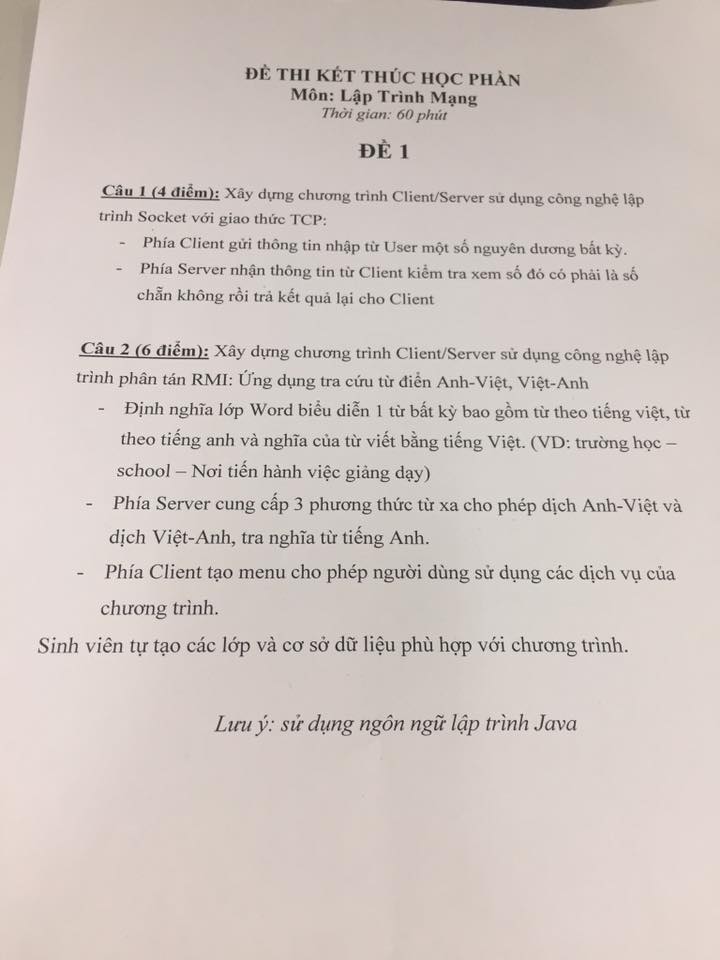 ĐỀ THI KẾT THÚC HỌC PHẦN
Môn: Lập Trình Mạng
Thời gian: 60 phút
ĐỀ 1
Câu 1 (4 điểm): Xây dựng chương trình Client/Server sử dụng công nghệ lập
trình Socket với giao thức TCP:
- Phía Client gửi thông tin nhập từ User một số nguyên dương bất kỳ.
- Phía Server nhận thông tin từ Client kiểm tra xem số đó có phải là số
chẵn không rồi trả kết quả lại cho Client
Câu 2 (6 điểm): Xây dựng chương trình Client/Server sử dụng công nghệ lập
trình phân tán RMI: Ứng dụng tra cứu từ điển Anh-Việt, Việt-Anh
- Định nghĩa lớp Word biểu diễn 1 từ bất kỳ bao gồm từ theo tiếng việt, từ
theo tiếng anh và nghĩa của từ viết bằng tiếng Việt. (VD: trường học –
school – Nơi tiến hành việc giảng dạy)
- Phía Server cung cấp 3 phương thức từ xa cho phép dịch Anh-Việt và
dịch Việt-Anh, tra nghĩa từ tiếng Anh.
- Phía Client tạo menu cho phép người dùng sử dụng các dịch vụ của
chương trình.
Sinh viên tự tạo các lớp và cơ sở dữ liệu phù hợp với chương trình.
Lưu ý: sử dụng ngôn ngữ lập trình Java